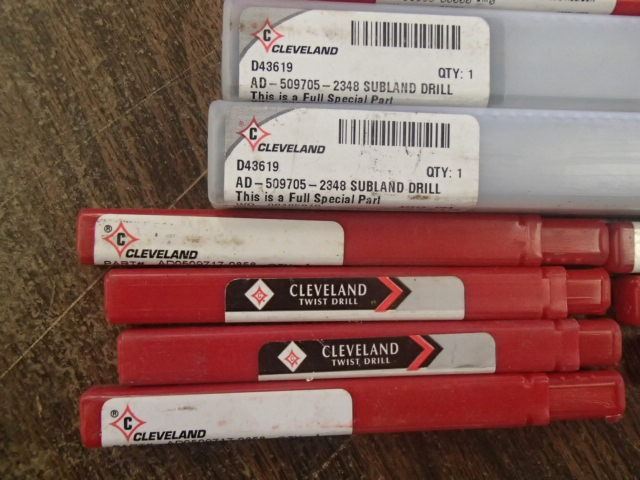 CLEVELAND
D43619
QTY: 1
AD-509705-2348 SUBLAND DRILL
This is a Full Special Part
® C CLEVELAND
D43619
QTY: 1
AD-509705-2348 SUBLAND DRILL
This is a Full Special Part
® C CLEVELAND
PART#
CLEVELAND
TWIST DRILL
CLEVELAND
TWIST DRILL
® C CLEVELAND